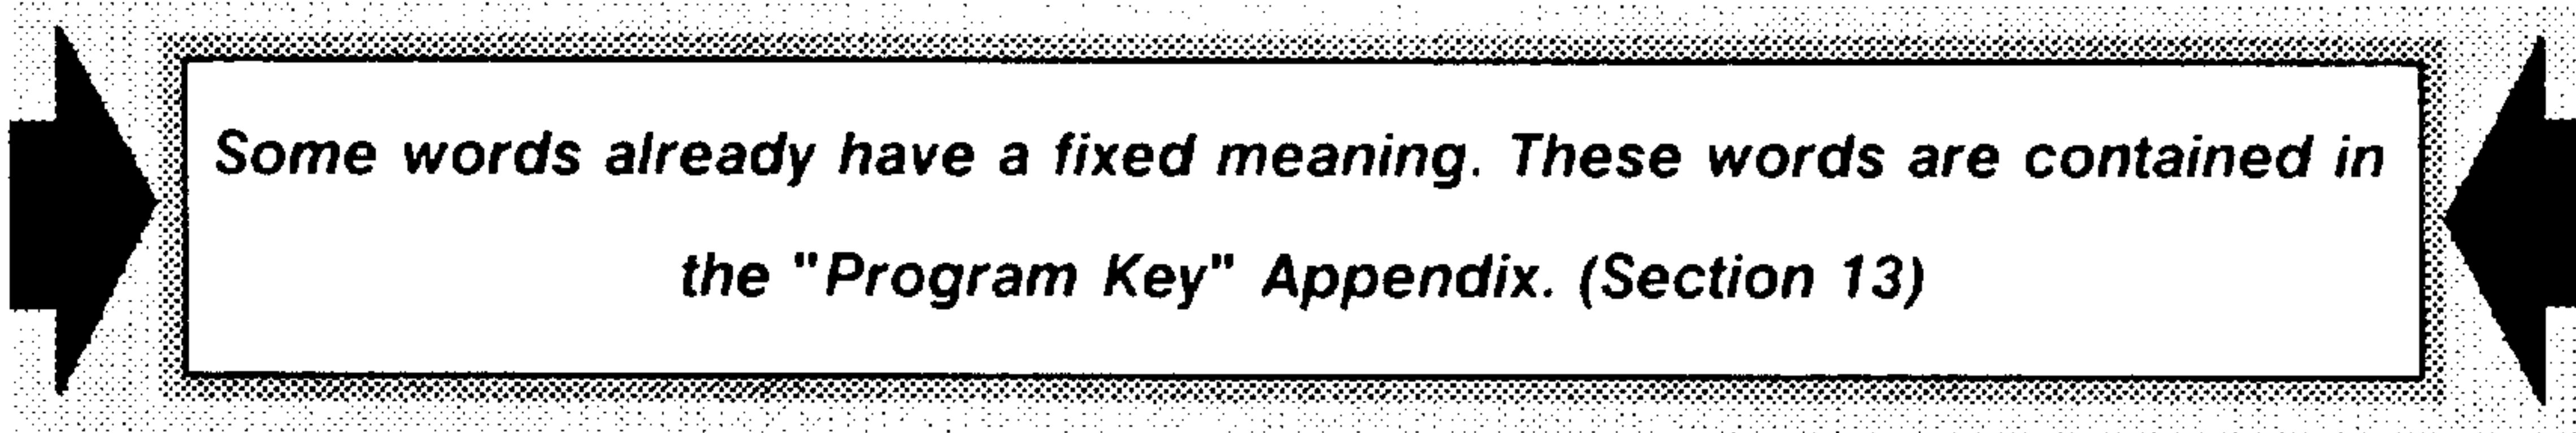 Some words already have a fixed meaning. These words are contained in
the "Program Key" Appendix. (Section 13)